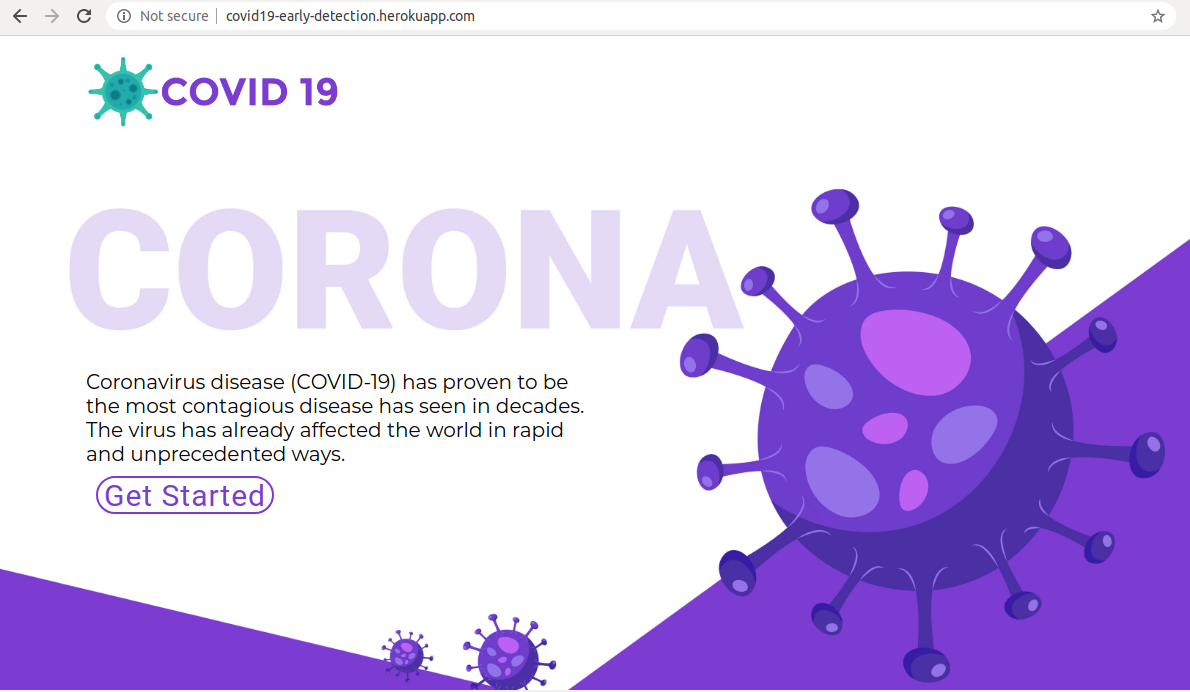 Not secure | covid19-early-detection.herokuapp.com
COVID 19
CORONA
Coronavirus disease (COVID-19) has proven to be
the most contagious disease has seen in decades.
The virus has already affected the world in rapid
and unprecedented ways.
Get Started